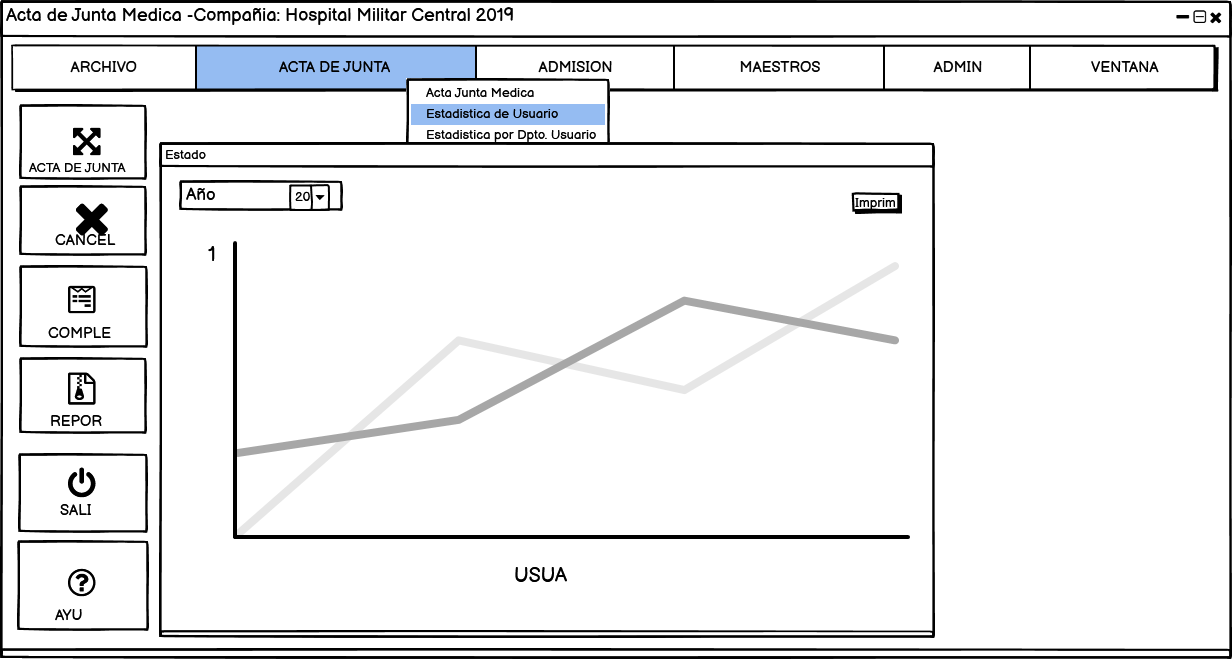 Acta de Junta Medica -Compañia: Hospital Militar Central 2019
ARCHIVO
ACTA DE JUNTA
ADMISION
MAESTROS
ADMIN
VENTANA
Acta Junta Medica
Estadistica de Usuario
Estadistica por Dpto. Usuario
ACTA DE JUNTA
CANCEL
COMPLE
REPOR
SALI
AYU
Estado
Año
20
Imprim
1
USUA